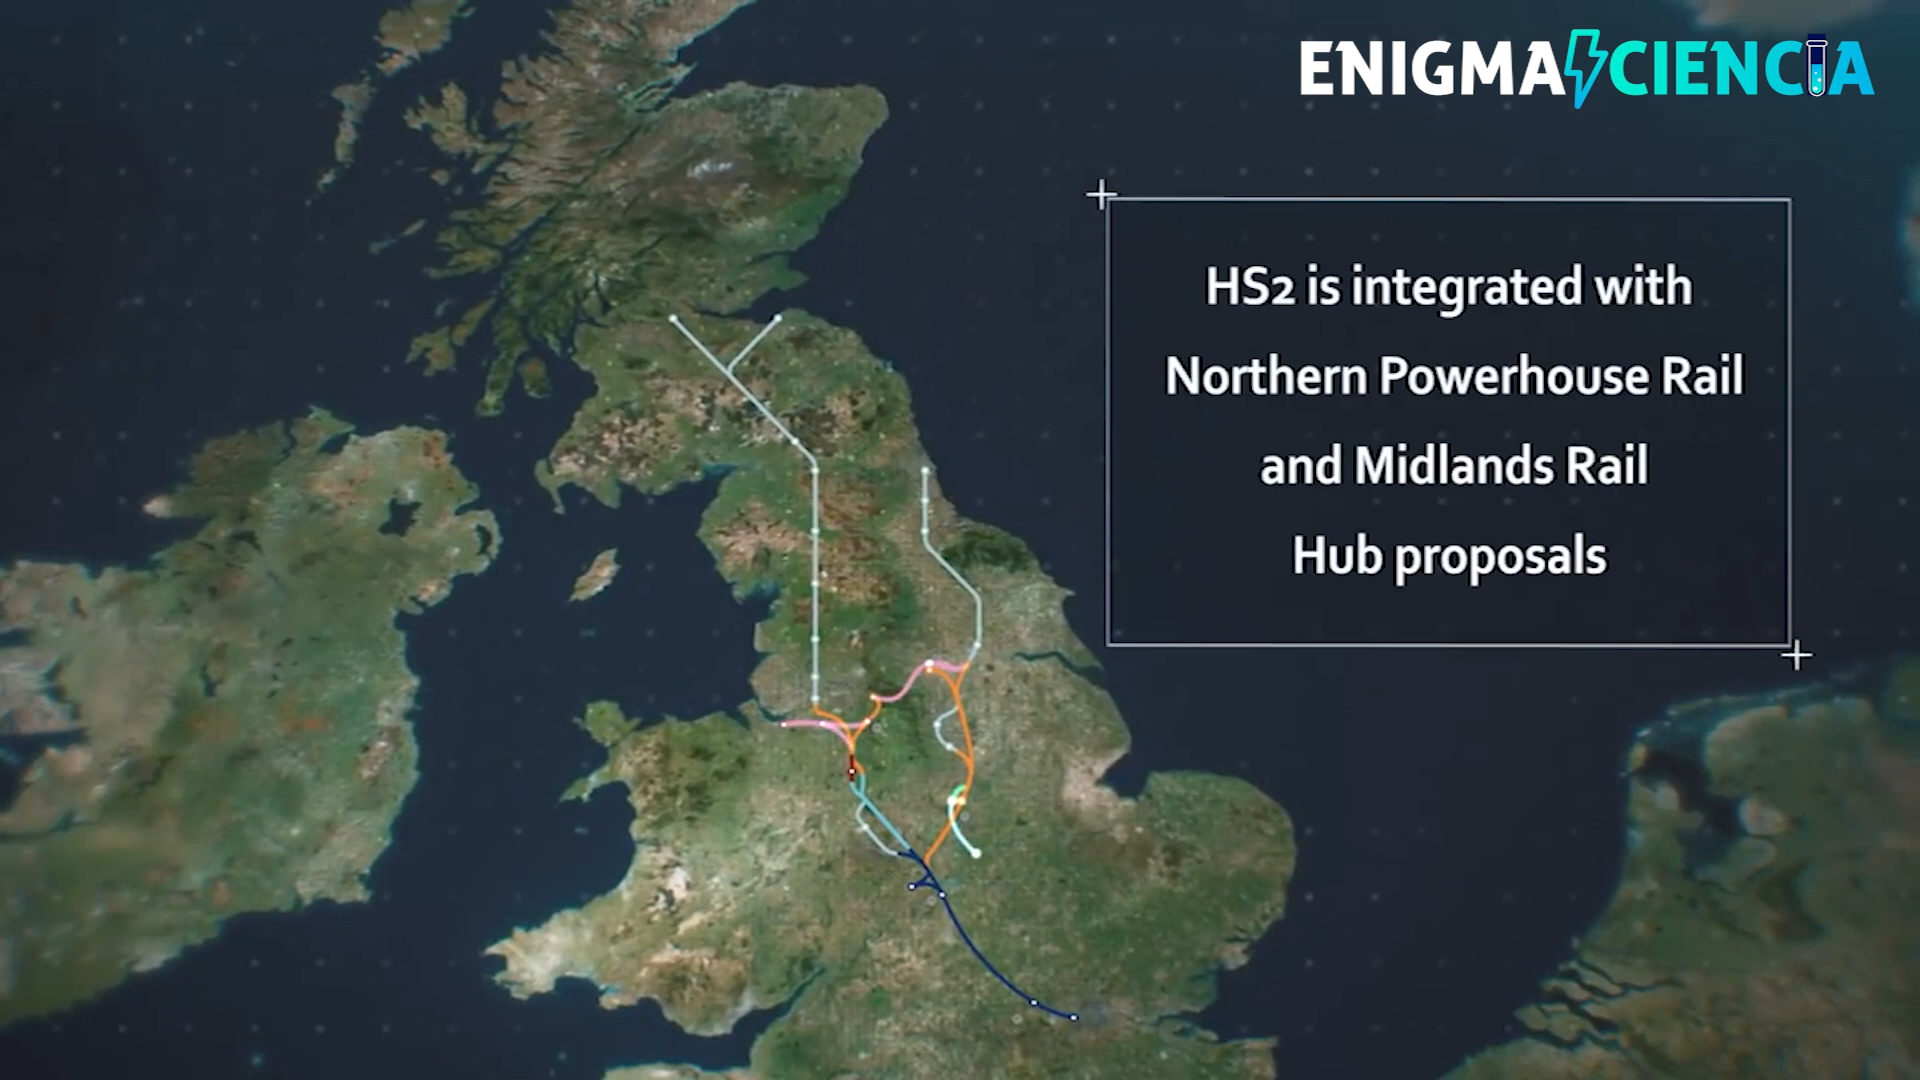 ENIGMACIENCIA
HS2 is integrated with
Northern Powerhouse Rail
and Midlands Rail
Hub proposals